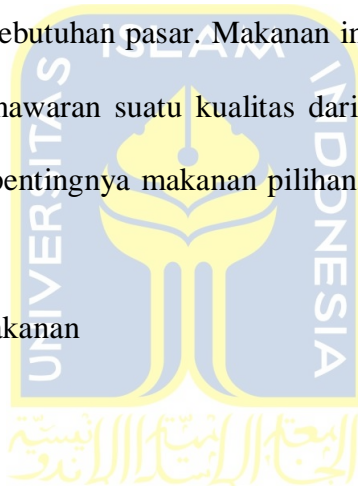 ebutuhan pasar. Makanan in
nawaran suatu kualitas dari
pentingnya makanan pilihan
akanan
UNIVERSITAS ISLAM INDONESIA